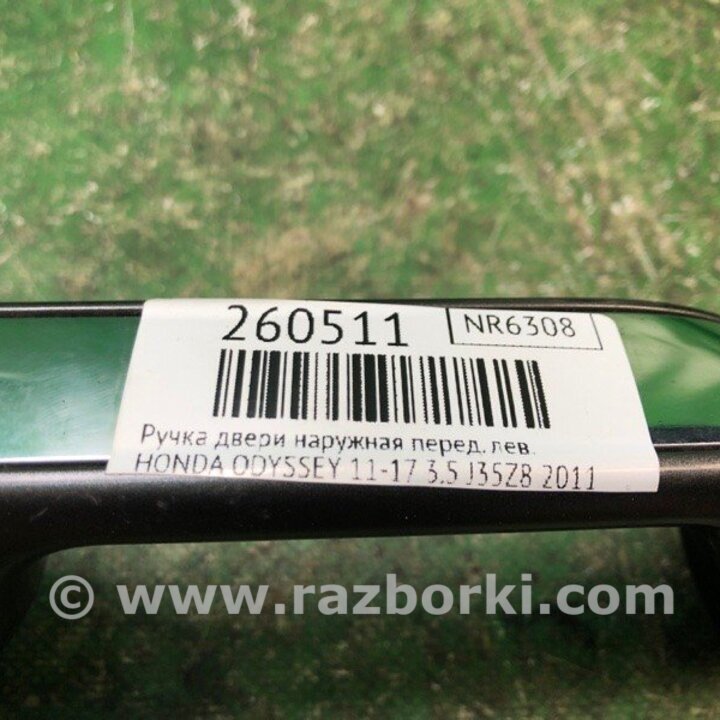 260511
NR6308
Ручка двери наружная перед. лев.
HONDA ODYSSEY 11-17 3.5 J35Z8 2011
© www.razborki.com